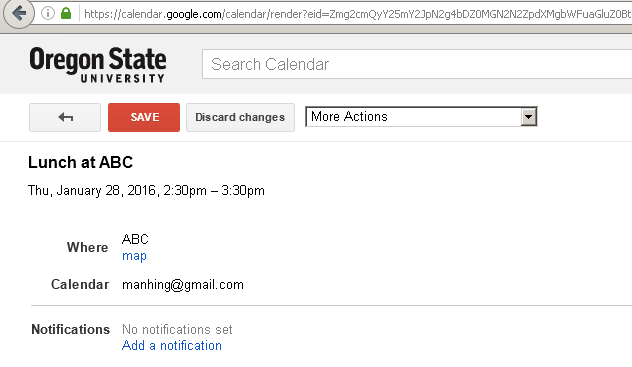 https://calendar.google.com/calendar/render?eid=Zmg2cmQyY25mY2JpN2g4bDZ0MGN2N2ZpdXMgbWFuaGluZ0Bt
Oregon State
UNIVERSITY
Search Calendar
SAVE
Discard changes
More Actions
Lunch at ABC
Thu, January 28, 2016, 2:30pm – 3:30pm
Where
ABC
map
Calendar manhing@gmail.com
Notifications No notifications set
Add a notification